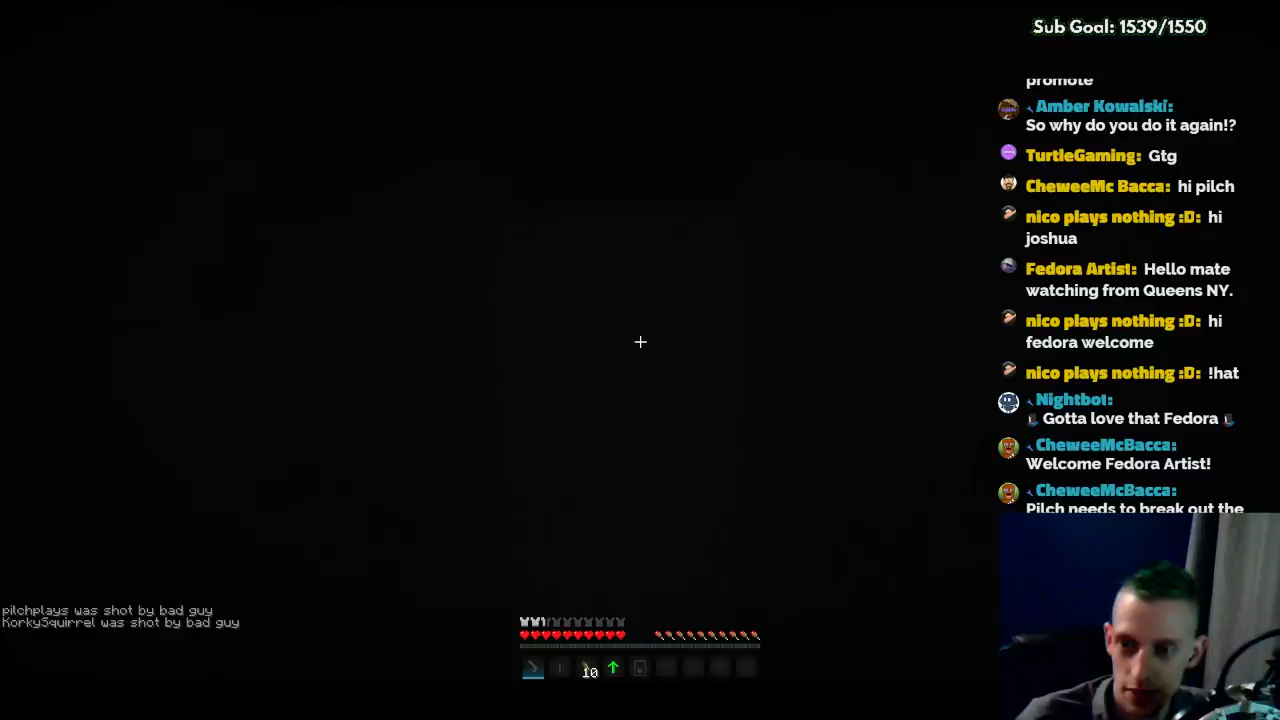 Sub Goal: 1539/1550
promote
Amber Kowalski:
So why do you do it again!?
TurtleGaming: Gtg
CheweeMc Bacca: hi pilch
nico plays nothing :D: hi
joshua
Fedora Artist: Hello mate
watching from Queens NY.
nico plays nothing :D: hi
fedora welcome
nico plays nothing :D: !hat
Nightbot:
Gotta love that Fedora
CheweeMcBacca:
Welcome Fedora Artist!
CheweeMcBacca:
Pilch needs to break out the
pilchplays was shot by bad guy
KorkySquirrel was shot by bad guy
10